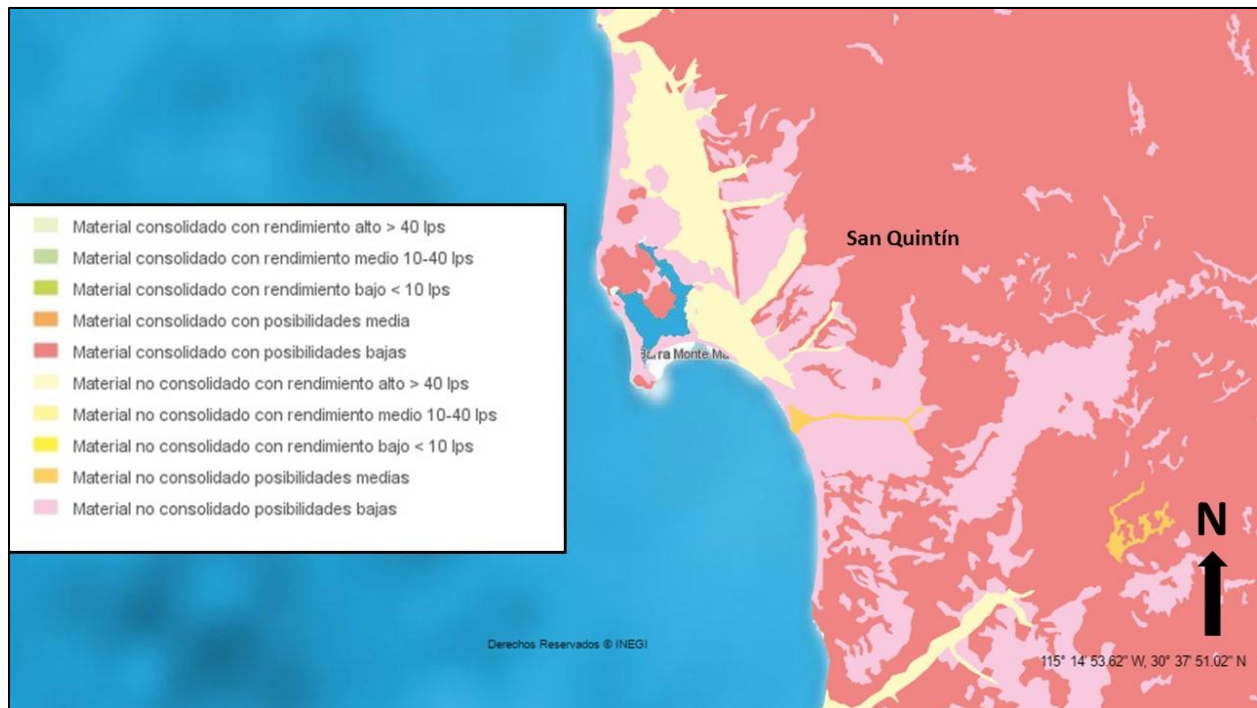 San Quintín
Material consolidado con rendimiento alto > 40 lps
Material consolidado con rendimiento medio 10-40 lps
Material consolidado con rendimiento bajo < 10 lps
Material consolidado con posibilidades media
Material consolidado con posibilidades bajas
Material no consolidado con rendimiento alto > 40 lps
Material no consolidado con rendimiento medio 10-40 lps
Material no consolidado con rendimiento bajo < 10 lps
Material no consolidado posibilidades medias
Material no consolidado posibilidades bajas
Barra Monte Ma
N
Derechos Reservados © INEGI
115° 14' 53.62" W, 30° 37' 51.02" N